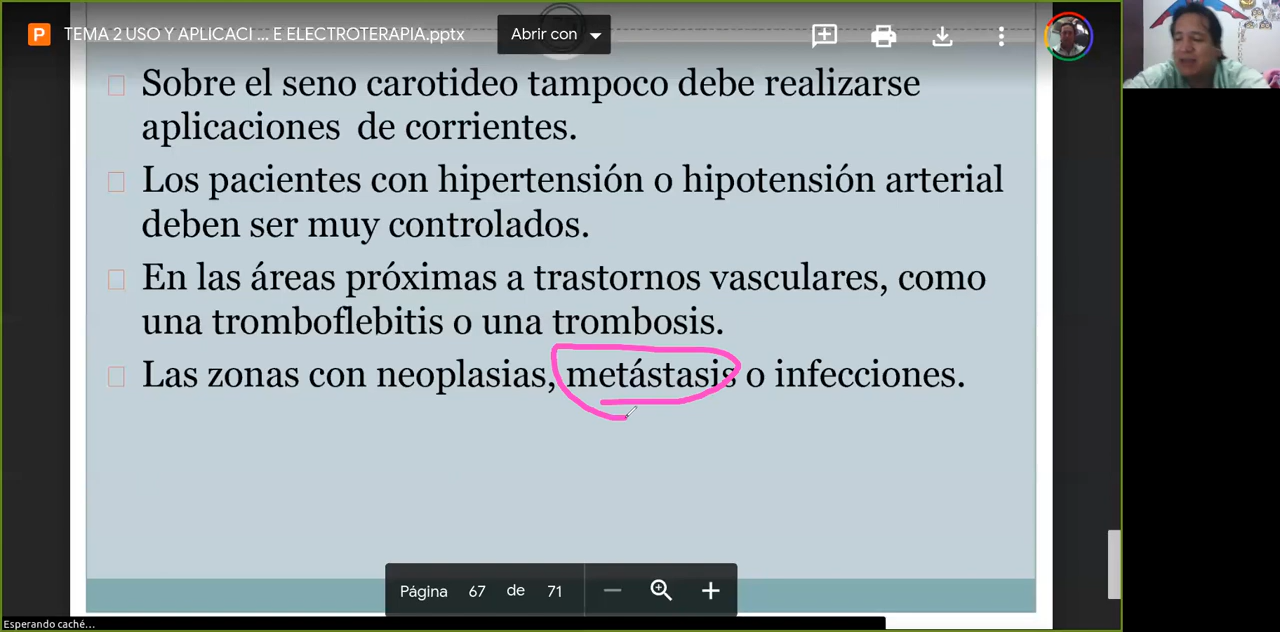 P TEMA 2 USO Y APLICACI ... E ELECTROTERAPIA.pptx Abrir con
Sobre el seno carotideo tampoco debe realizarse
aplicaciones de corrientes.
Los pacientes con hipertensión o hipotensión arterial
deben ser muy controlados.
En las áreas próximas a trastornos vasculares, como
una tromboflebitis o una trombosis.
Las zonas con neoplasias, metástasis o infecciones.
Página 67 de 71
Esperando caché...